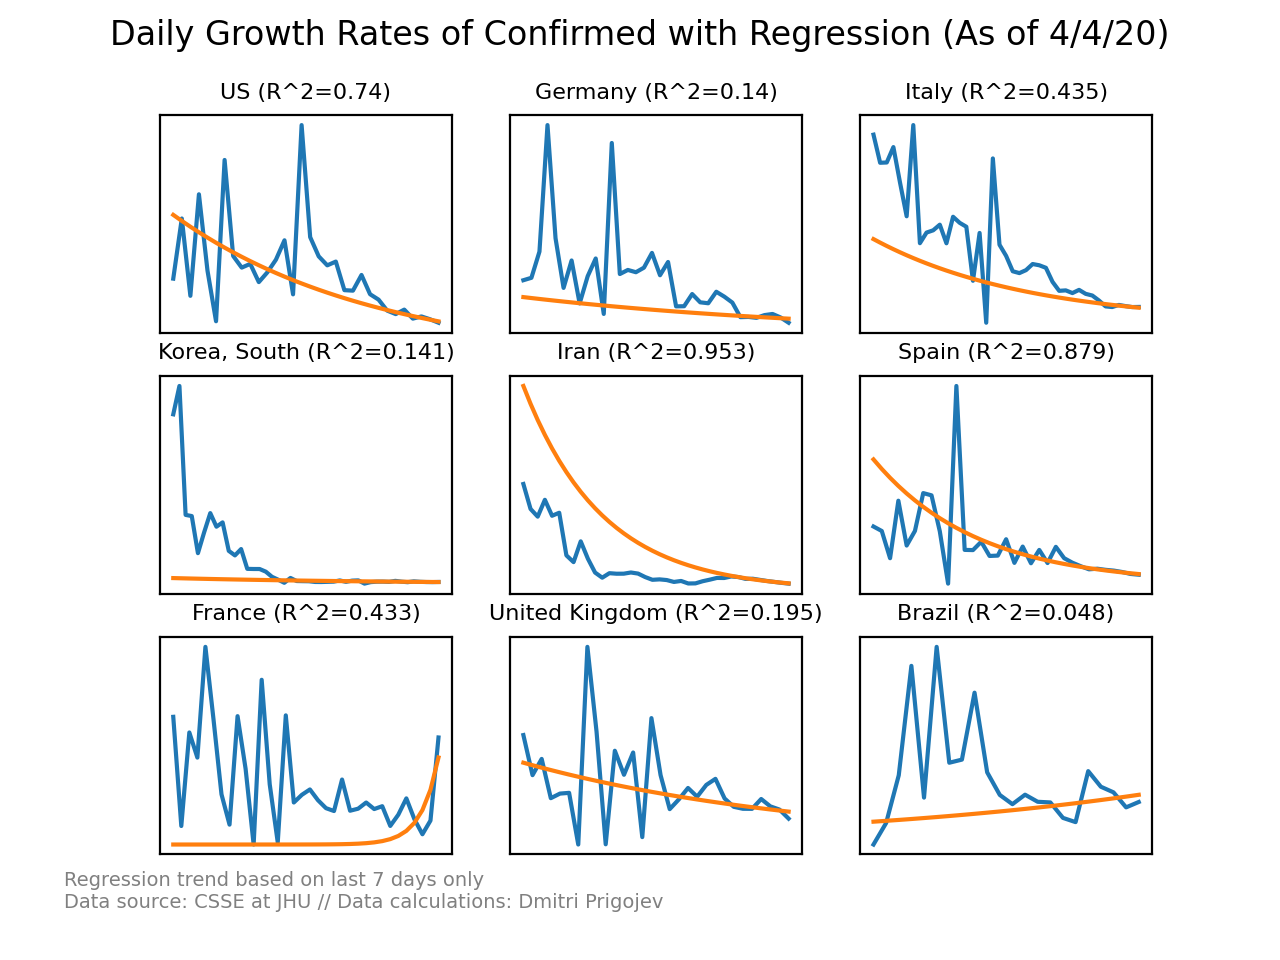 Daily Growth Rates of Confirmed with Regression (As of 4/4/20)
US (R^2=0.74)
Germany (R^2=0.14)
Italy (R^2=0.435)
Korea, South (R^2=0.141)
Iran (R^2=0.953)
Spain (R^2=0.879)
France (R^2=0.433)
United Kingdom (R^2=0.195)
Brazil (R^2=0.048)
Regression trend based on last 7 days only
Data source: CSSE at JHU // Data calculations: Dmitri Prigojev